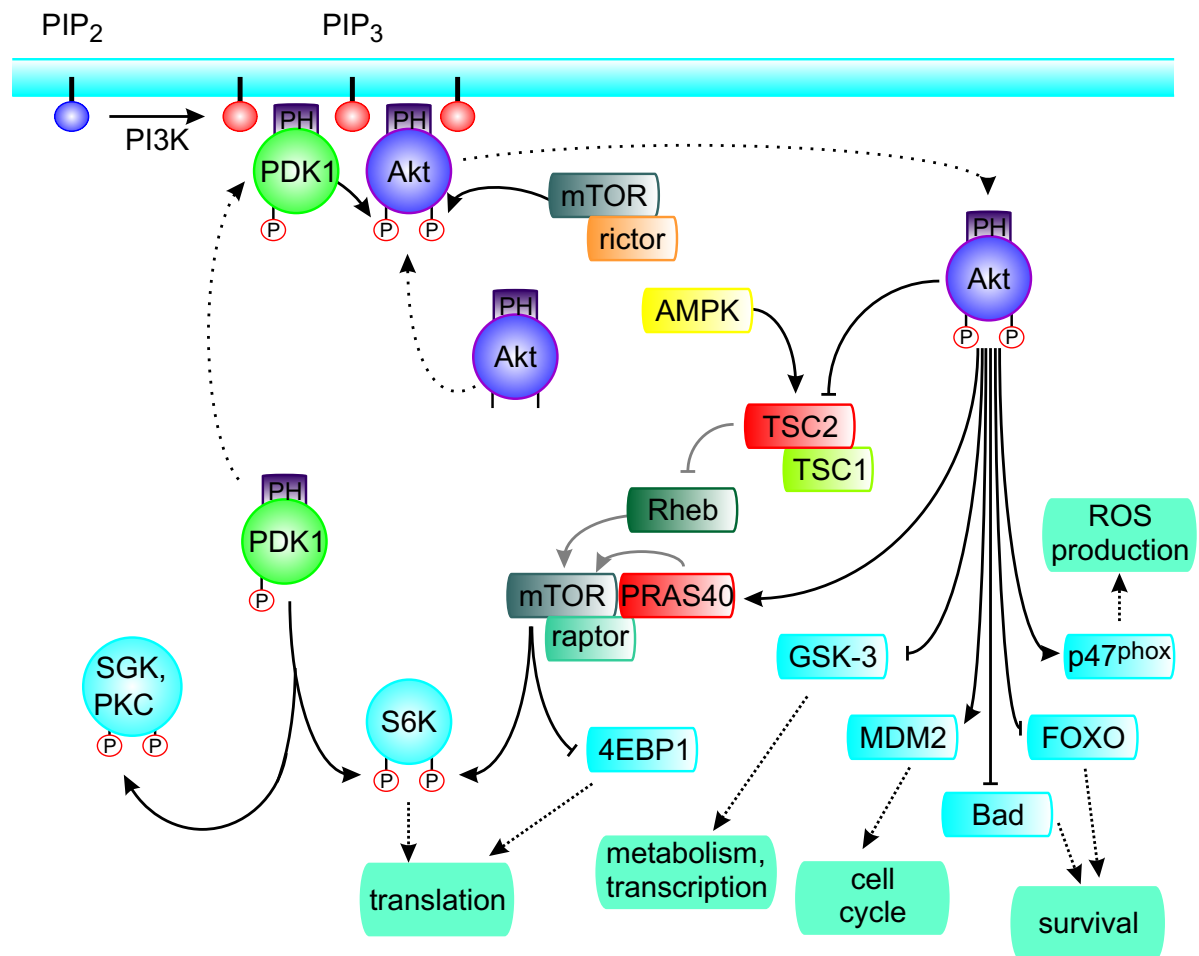 PIP2
PIP3
PI3K
PH
PDK1
P
PH
Akt
P
P
mTOR
rictor
PH
Akt
PH
Akt
P
P
AMPK
TSC2
TSC1
Rheb
PH
PDK1
P
mTOR
PRAS40
raptor
ROS
production
GSK-3
p47phox
SGK,
PKC
P
P
S6K
P
P
4EBP1
MDM2
FOXO
Bad
translation
metabolism,
transcription
cell
cycle
survival